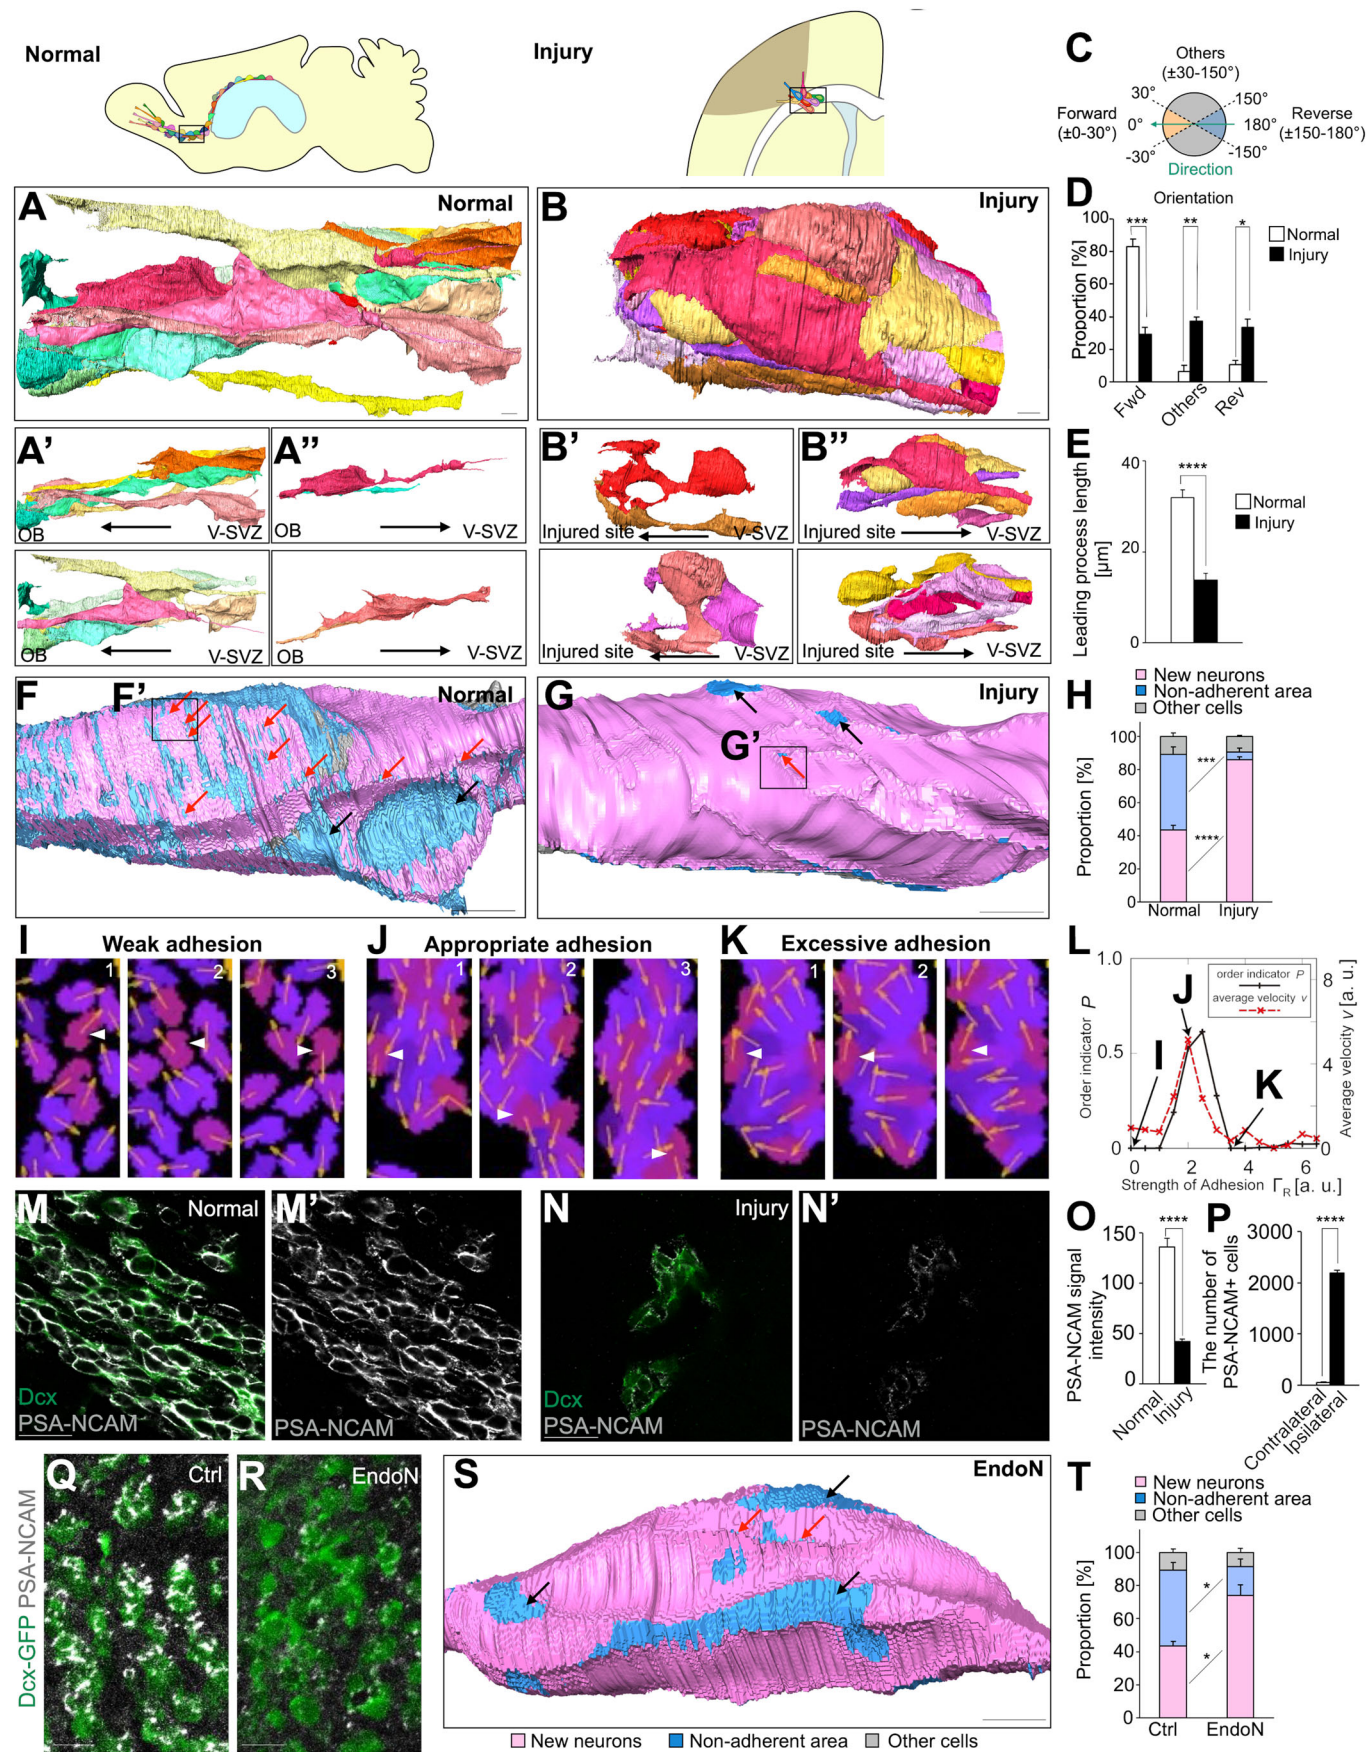 Normal
Injury
C
Others
(±30-150°)
30°
150°
Forward
(±0-30°)
0°
180°
Reverse
(±150-180°)
-30°
-150°
Direction
A
Normal
B
Injury
D
Orientation
Proportion [%]
100
80
60
40
20
0
***
**
*
Normal
Injury
Fwd
Others
Rev
A'
OB
V-SVZ
A''
OB
V-SVZ
B'
Injured site
V-SVZ
B''
Injured site
V-SVZ
OB
V-SVZ
OB
V-SVZ
Injured site
V-SVZ
Injured site
V-SVZ
E
Leading process length
[µm]
40
20
0
****
Normal
Injury
F
F'
Normal
G
G'
Injury
H
New neurons
Non-adherent area
Other cells
Proportion [%]
100
80
60
40
20
0
***
****
Normal
Injury
I
Weak adhesion
1
2
3
J
Appropriate adhesion
1
2
3
K
Excessive adhesion
1
2
L
order indicator P
average velocity v
Order indicator P
1.0
0.5
0
Average velocity v [a. u.]
8
4
0
I
J
K
0
2
4
6
Strength of Adhesion ΓR [a. u.]
M
Normal
Dcx
PSA-NCAM
M'
PSA-NCAM
N
Injury
Dcx
PSA-NCAM
N'
PSA-NCAM
O
PSA-NCAM signal
intensity
150
100
50
0
****
Normal
Injury
P
The number of
PSA-NCAM+ cells
3000
2000
1000
0
****
Contralateral
Ipsilateral
Dcx-GFP PSA-NCAM
Q
Ctrl
R
EndoN
S
EndoN
New neurons
Non-adherent area
Other cells
T
New neurons
Non-adherent area
Other cells
Proportion [%]
100
80
60
40
20
0
*
*
Ctrl
EndoN